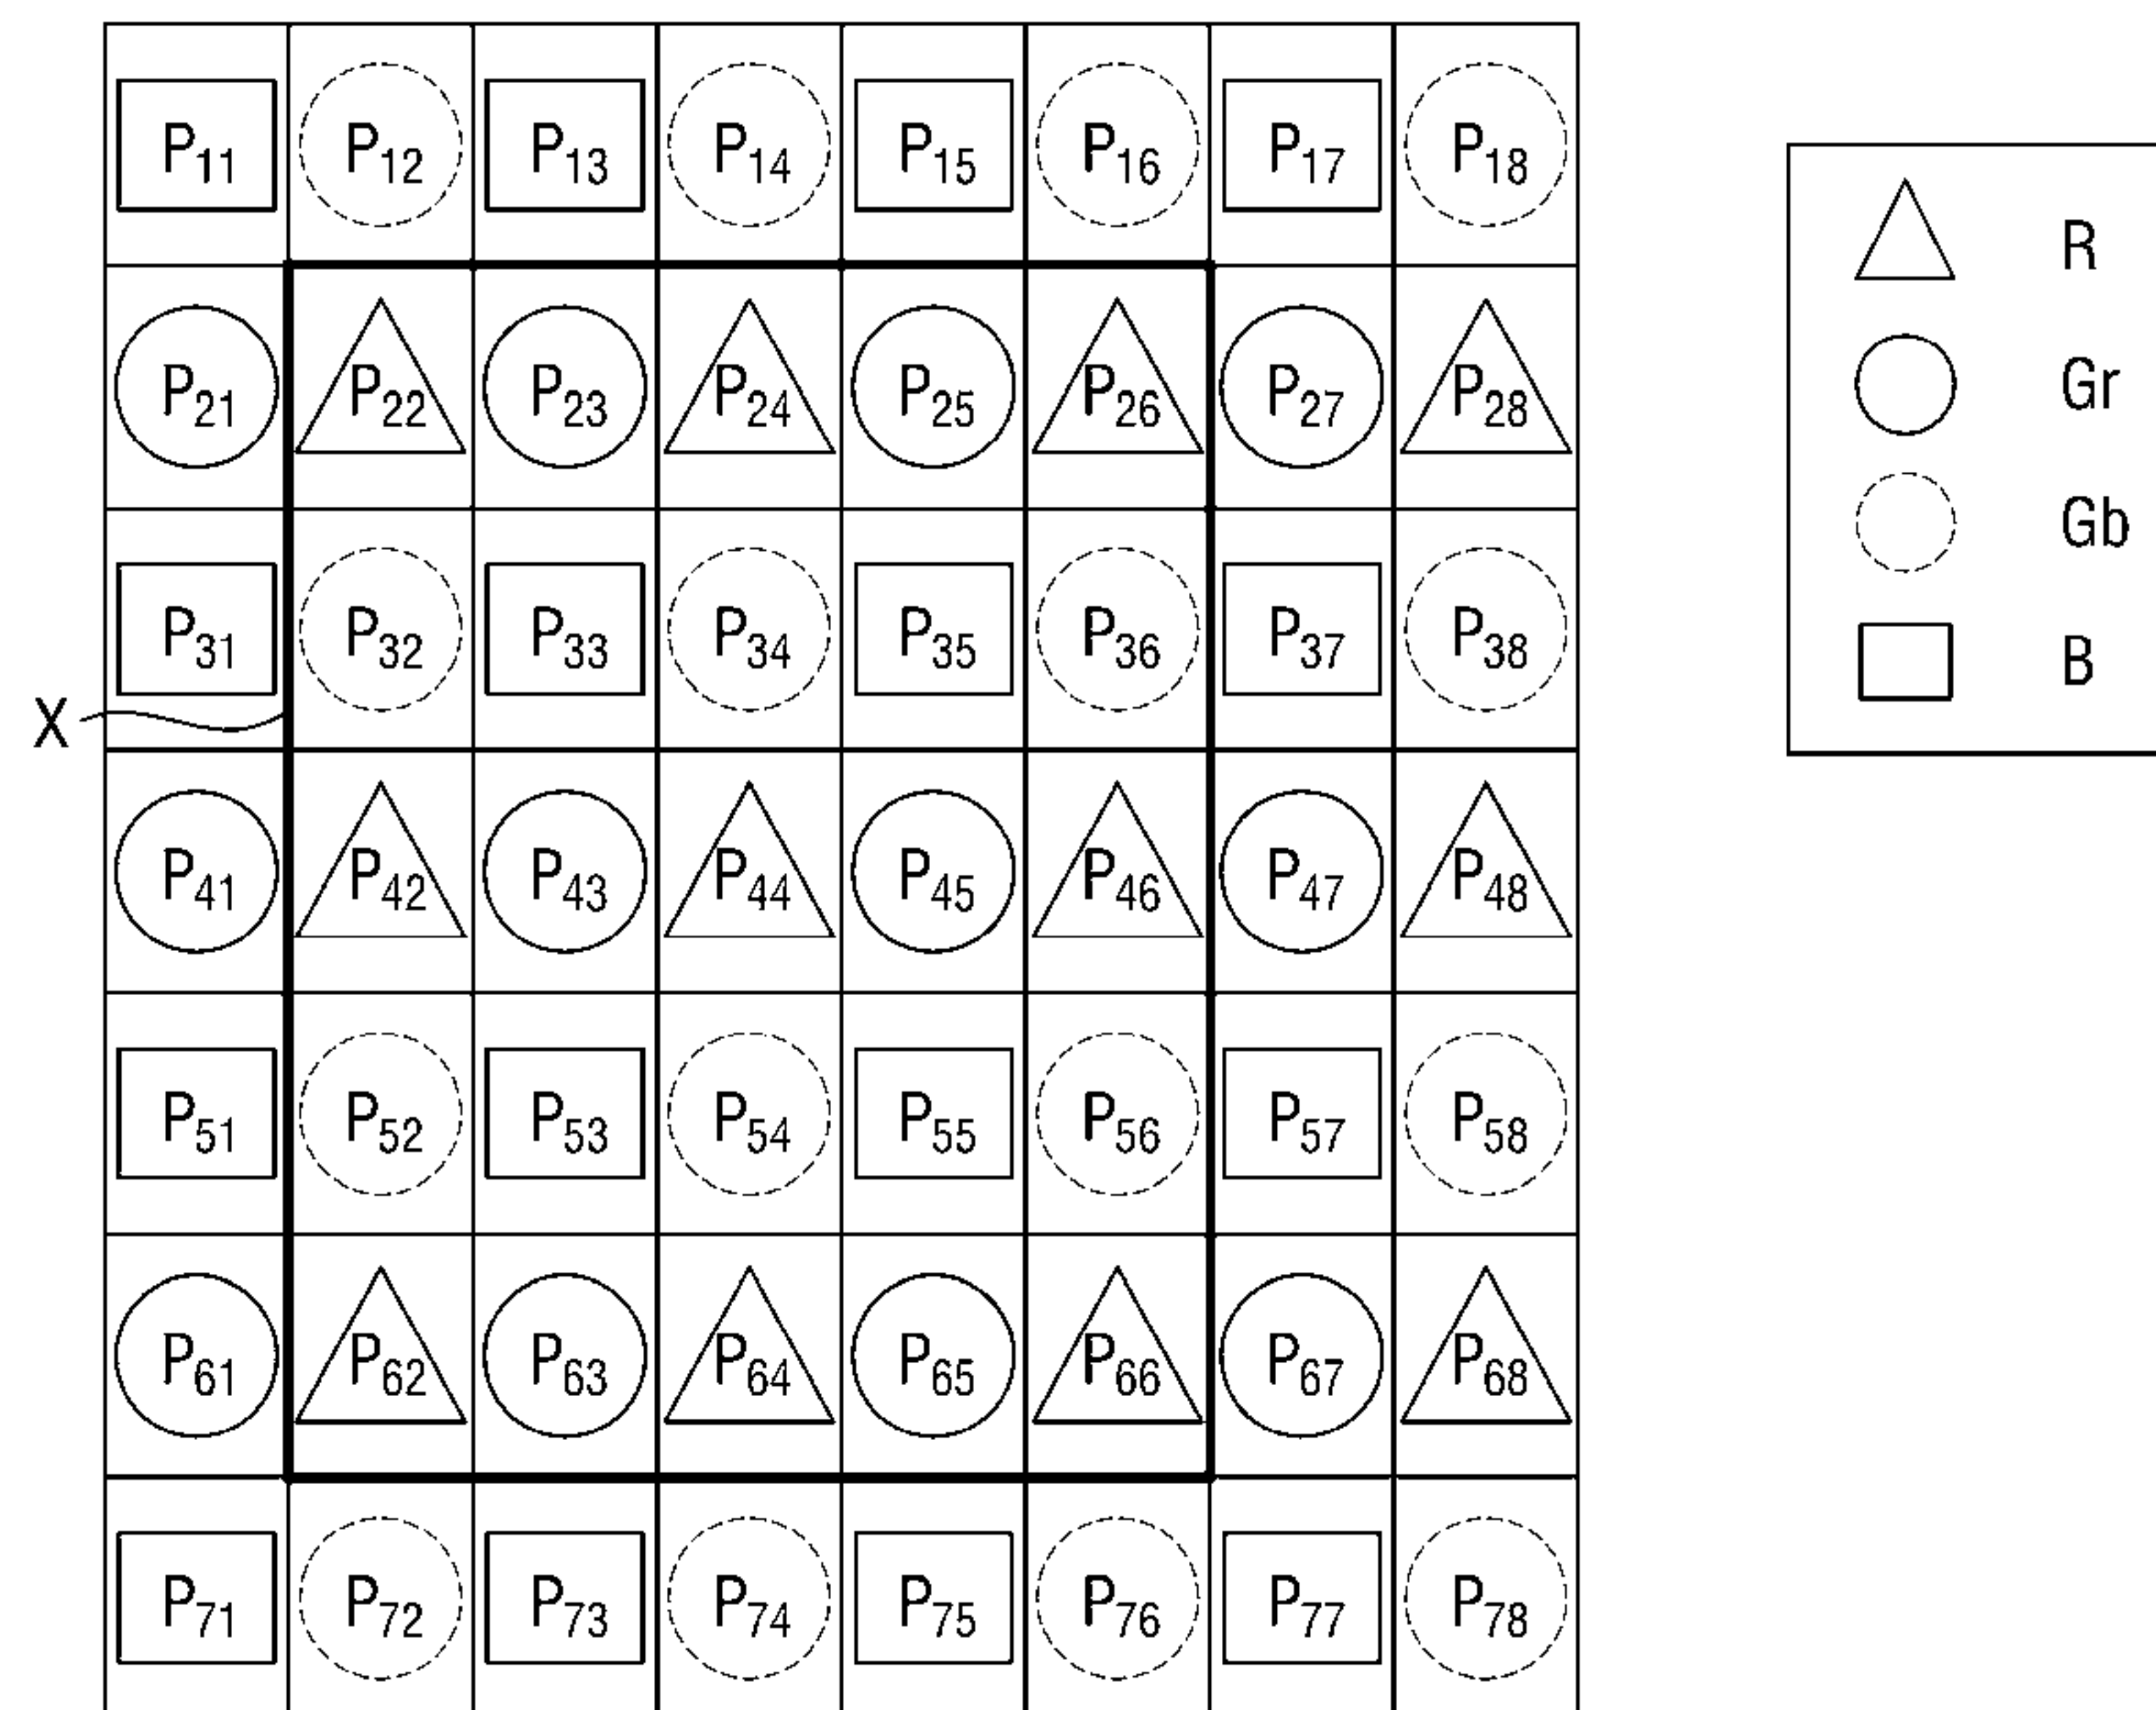 P11 P12 P13 P14 P15 P16 P17 P18
P21 P22 P23 P24 P25 P26 P27 P28
P31 P32 P33 P34 P35 P36 P37 P38
X
P41 P42 P43 P44 P45 P46 P47 P48
P51 P52 P53 P54 P55 P56 P57 P58
P61 P62 P63 P64 P65 P66 P67 P68
P71 P72 P73 P74 P75 P76 P77 P78
R
Gr
Gb
B